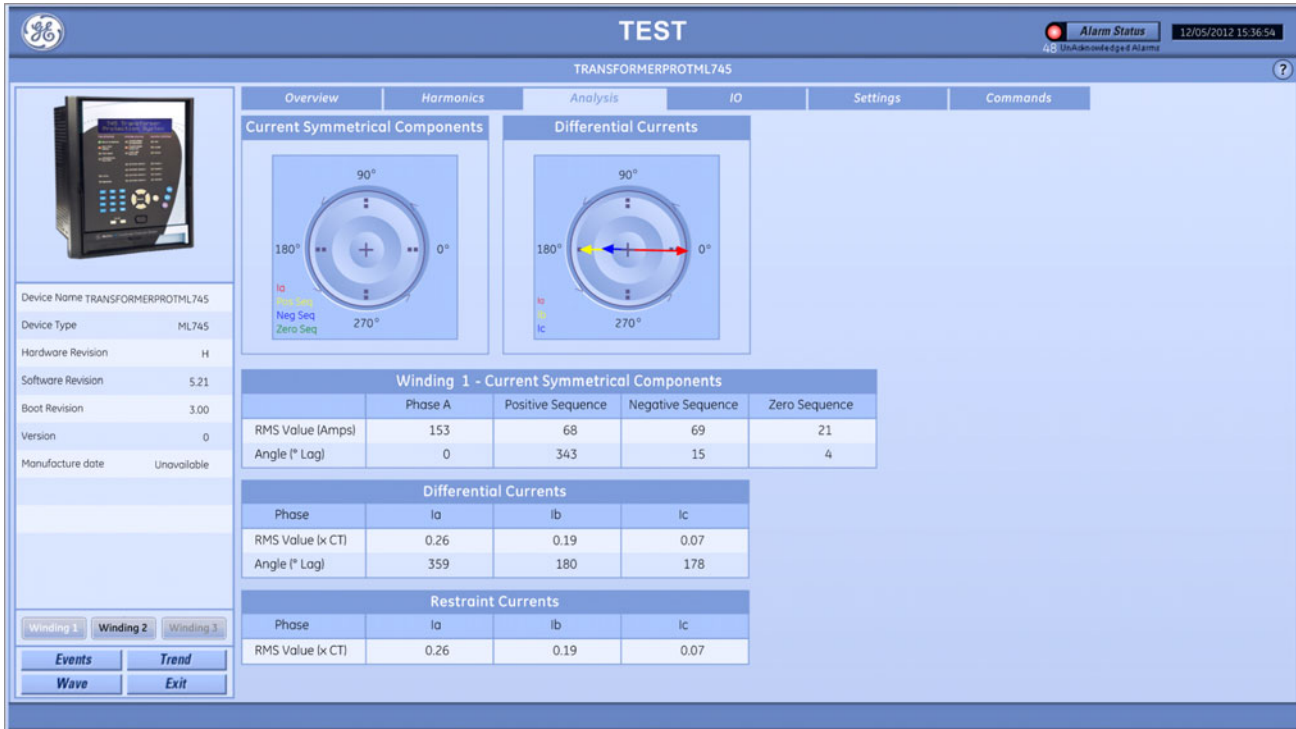 TEST
Alarm Status
12/05/2012 15:36:54
48 UnAcknowledged Alarms
TRANSFORMERPROTML745
?
Overview Harmonics Analysis IO Settings Commands
Current Symmetrical Components
Differential Currents
90°
180° 0°
270°
Ia
Pos Seq
Neg Seq
Zero Seq
90°
180° 0°
270°
Ia
Ib
Ic
Device Name TRANSFORMERPROTML745
Device Type ML745
Hardware Revision H
Software Revision 5.21
Boot Revision 3.00
Version 0
Manufacture date Unavailable
Winding 1 Winding 2 Winding 3
Events Trend
Wave Exit
Winding 1 - Current Symmetrical Components
Phase A Positive Sequence Negative Sequence Zero Sequence
RMS Value (Amps) 153 68 69 21
Angle (° Lag) 0 343 15 4
Differential Currents
Phase Ia Ib Ic
RMS Value (x CT) 0.26 0.19 0.07
Angle (° Lag) 359 180 178
Restraint Currents
Phase Ia Ib Ic
RMS Value (x CT) 0.26 0.19 0.07